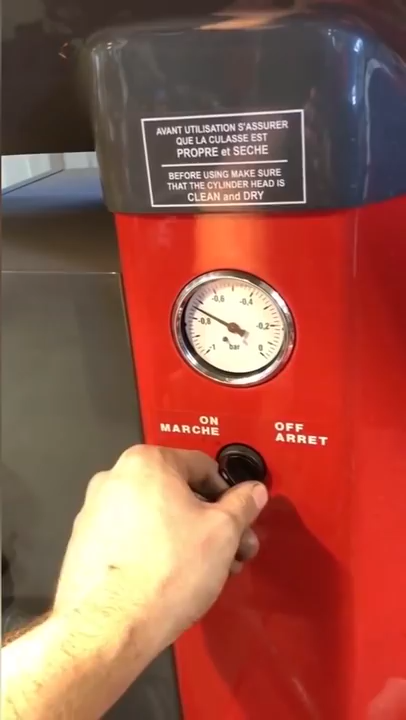 AVANT UTILISATION S'ASSURER
QUE LA CULASSE EST
PROPRE et SECHE
BEFORE USING MAKE SURE
THAT THE CYLINDER HEAD IS
CLEAN and DRY
-0,6 -0,4
-0,8 -0,2
-1 bar 0
ON OFF
MARCHE ARRET